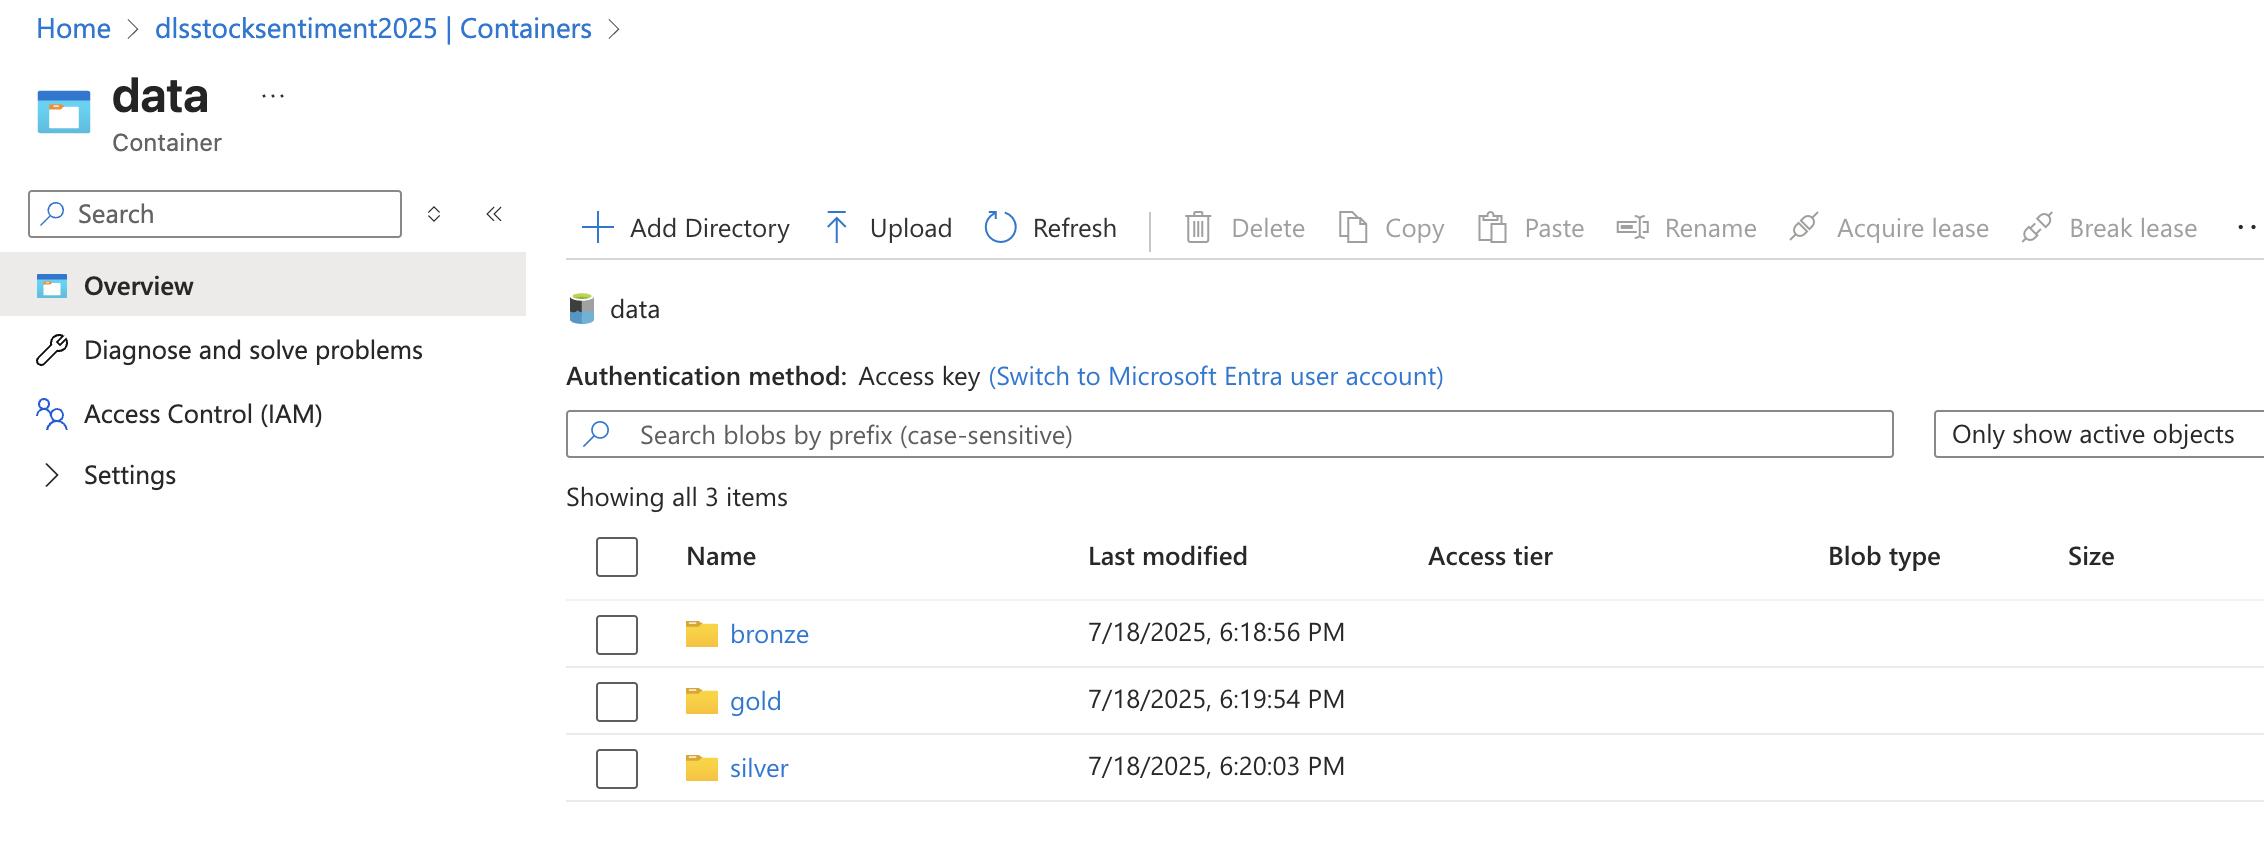 Home > dlsstocksentiment2025 | Containers >
data ...
Container
Search
Overview
Diagnose and solve problems
Access Control (IAM)
Settings
Add Directory Upload Refresh Delete Copy Paste Rename Acquire lease Break lease
data
Authentication method: Access key (Switch to Microsoft Entra user account)
Search blobs by prefix (case-sensitive)
Only show active objects
Showing all 3 items
Name Last modified Access tier Blob type Size
bronze 7/18/2025, 6:18:56 PM
gold 7/18/2025, 6:19:54 PM
silver 7/18/2025, 6:20:03 PM